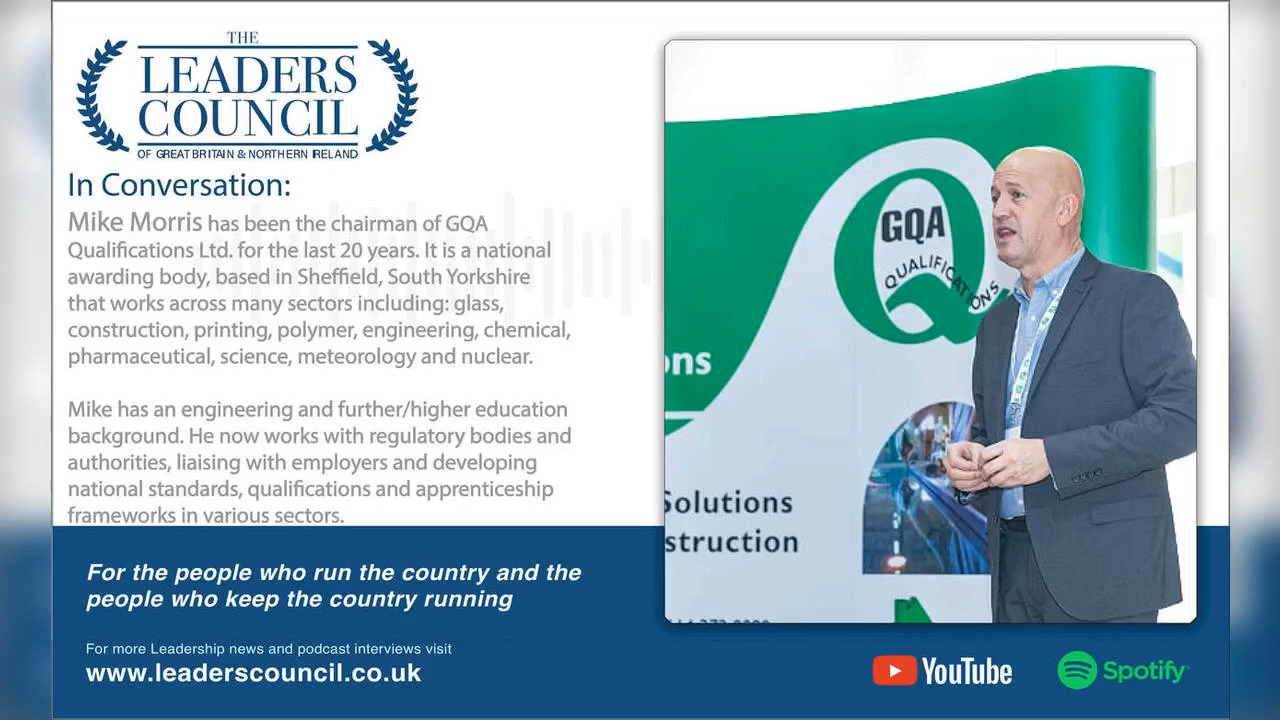 THE
LEADERS
COUNCIL
OF GREAT BRITAIN & NORTHERN IRELAND
In Conversation:
Mike Morris has been the chairman of GQA
Qualifications Ltd. for the last 20 years. It is a national
awarding body, based in Sheffield, South Yorkshire
that works across many sectors including: glass,
construction, printing, polymer, engineering, chemical,
pharmaceutical, science, meteorology and nuclear.
Mike has an engineering and further/higher education
background. He now works with regulatory bodies and
authorities, liaising with employers and developing
national standards, qualifications and apprenticeship
frameworks in various sectors.
For the people who run the country and the
people who keep the country running
For more Leadership news and podcast interviews visit
www.leaderscouncil.co.uk
GQA
QUALIFICATIONS
ons
Solutions
struction
YouTube
Spotify